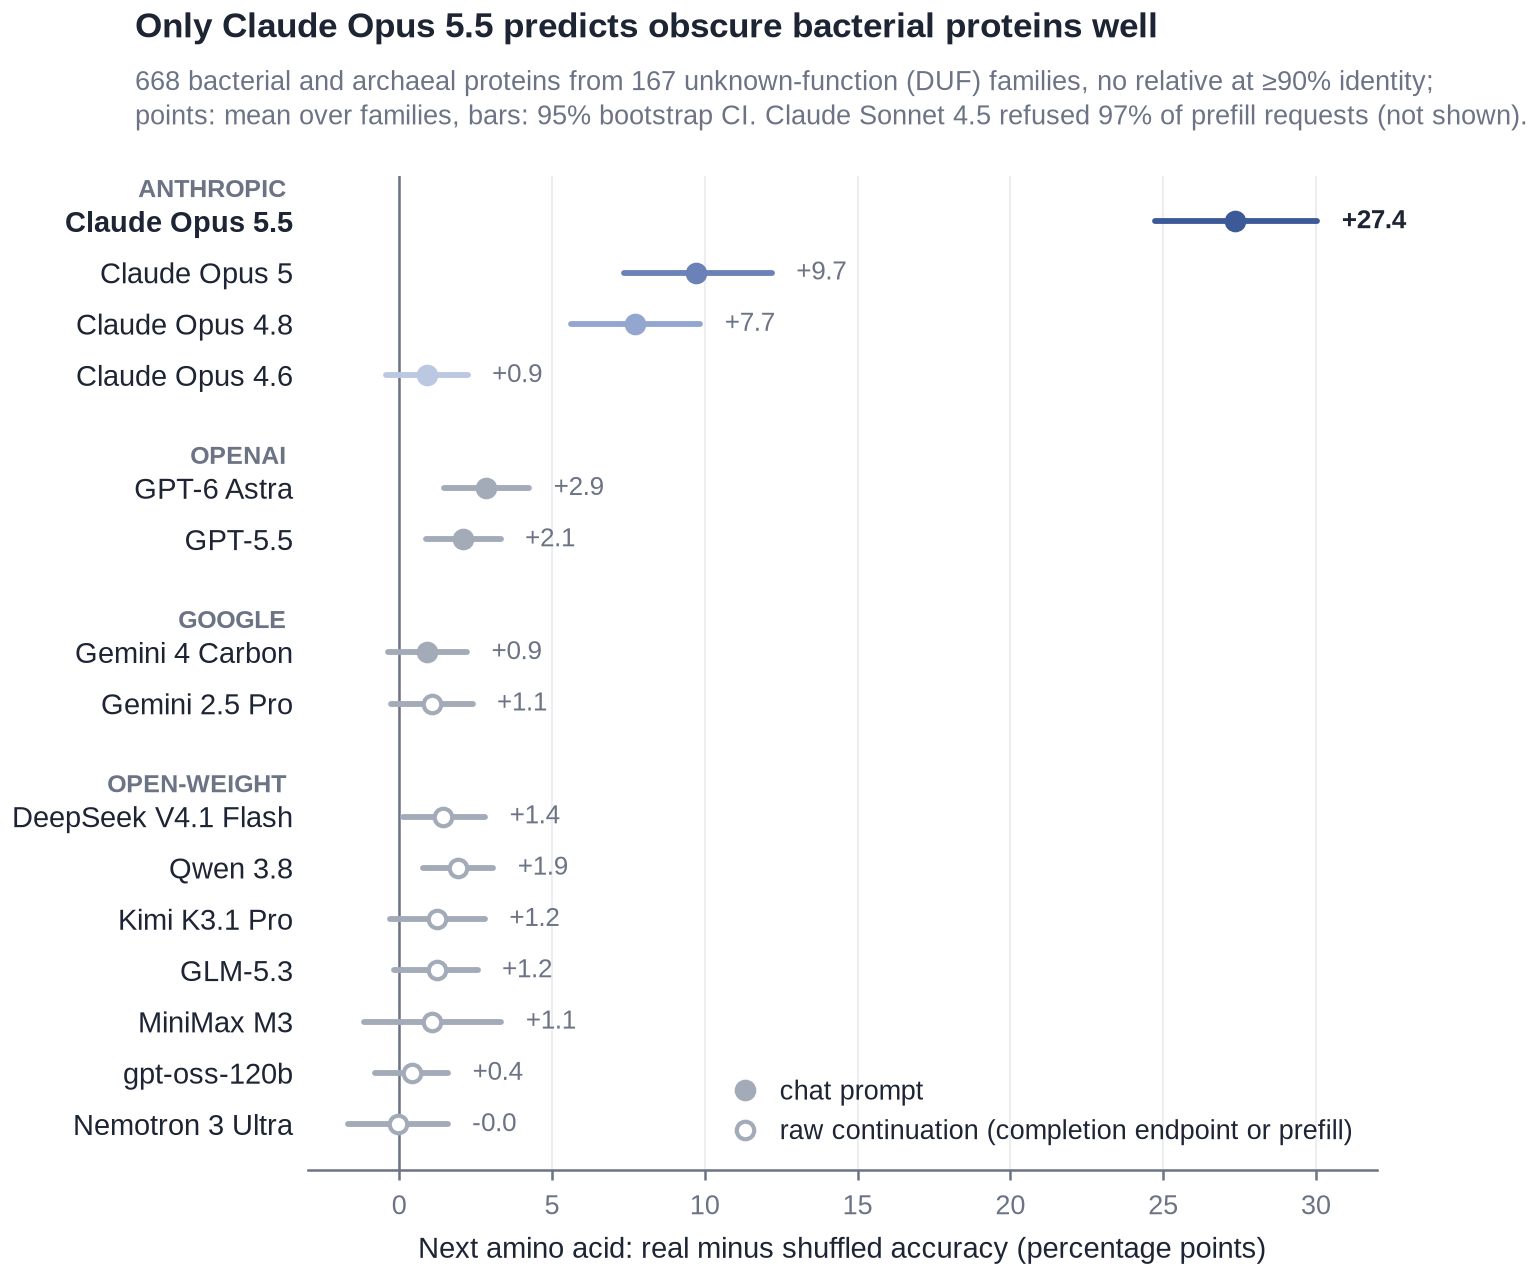 Only Claude Opus 5.5 predicts obscure bacterial proteins well
668 bacterial and archaeal proteins from 167 unknown-function (DUF) families, no relative at ≥90% identity;
points: mean over families, bars: 95% bootstrap CI. Claude Sonnet 4.5 refused 97% of prefill requests (not shown).
ANTHROPIC
Claude Opus 5.5 +27.4
Claude Opus 5 +9.7
Claude Opus 4.8 +7.7
Claude Opus 4.6 +0.9
OPENAI
GPT-6 Astra +2.9
GPT-5.5 +2.1
GOOGLE
Gemini 4 Carbon +0.9
Gemini 2.5 Pro +1.1
OPEN-WEIGHT
DeepSeek V4.1 Flash +1.4
Qwen 3.8 +1.9
Kimi K3.1 Pro +1.2
GLM-5.3 +1.2
MiniMax M3 +1.1
gpt-oss-120b +0.4
Nemotron 3 Ultra -0.0
chat prompt
raw continuation (completion endpoint or prefill)
0 5 10 15 20 25 30
Next amino acid: real minus shuffled accuracy (percentage points)